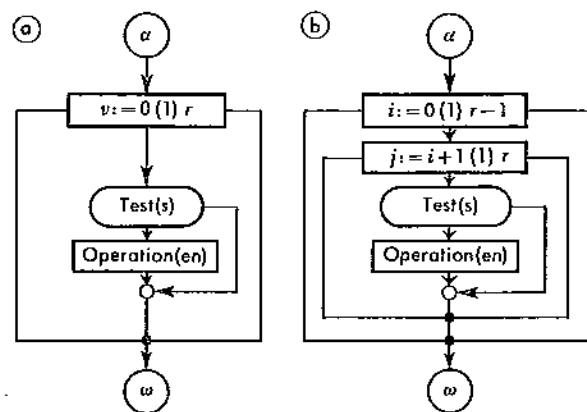 a
α
v:=0(1) r
Test(s)
Operation(en)
ω
b
α
i:=0(1) r−1
j:=i+1(1) r
Test(s)
Operation(en)
ω